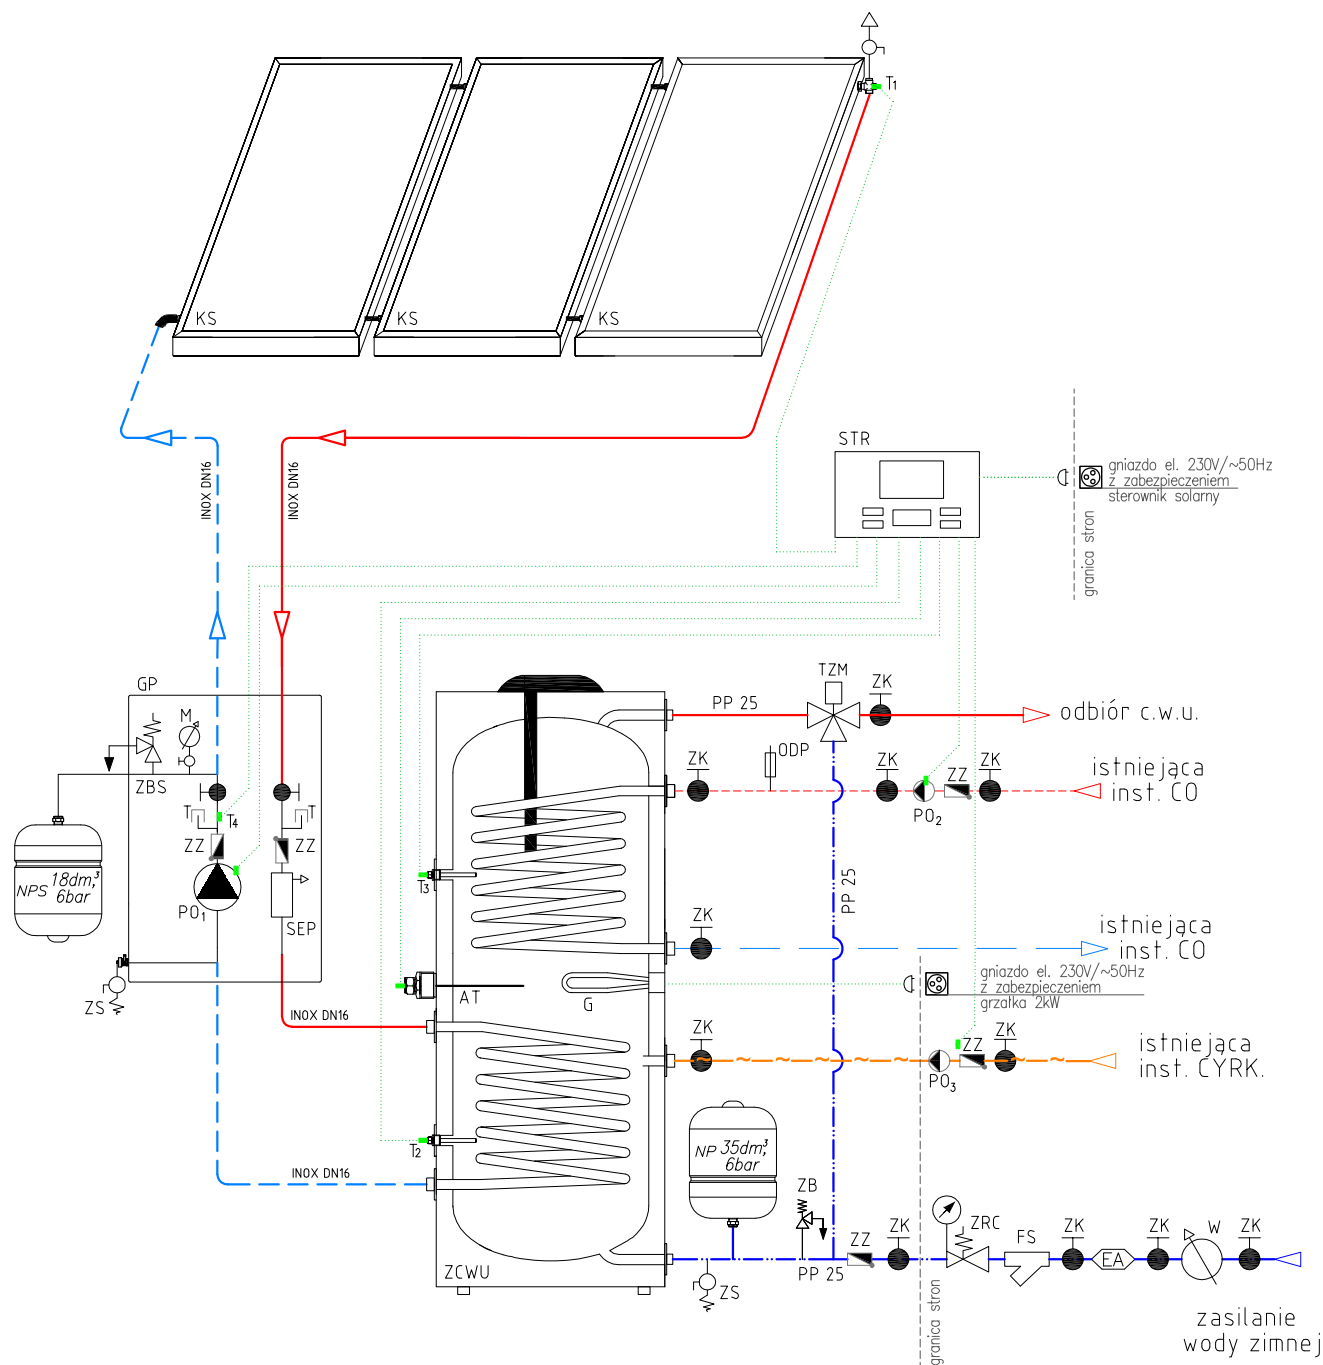 T1
KS
KS
KS
STR
gniazdo el. 230V/~50Hz
z zabezpieczeniem
sterownik solarny
granica stron
INOX DN16
INOX DN16
GP
M
ZBS
T
T4
T
ZZ
ZZ
PO1
SEP
NPS 18dm³,
6bar
ZS
INOX DN16
INOX DN16
T3
AT
G
T2
ZCWU
PP 25
TZM
ZK
odbiór c.w.u.
ODP
ZK
ZK
PO2
ZZ
ZK
istniejąca
inst. CO
PP 25
ZK
istniejąca
inst. CO
gniazdo el. 230V/~50Hz
z zabezpieczeniem
grzałka 2kW
ZK
PO3
ZZ
ZK
istniejąca
inst. CYRK.
NP 35dm³,
6bar
ZB
PP 25
ZS
ZZ
ZK
granica stron
ZRC
FS
ZK
EA
ZK
W
ZK
zasilanie
wody zimnej